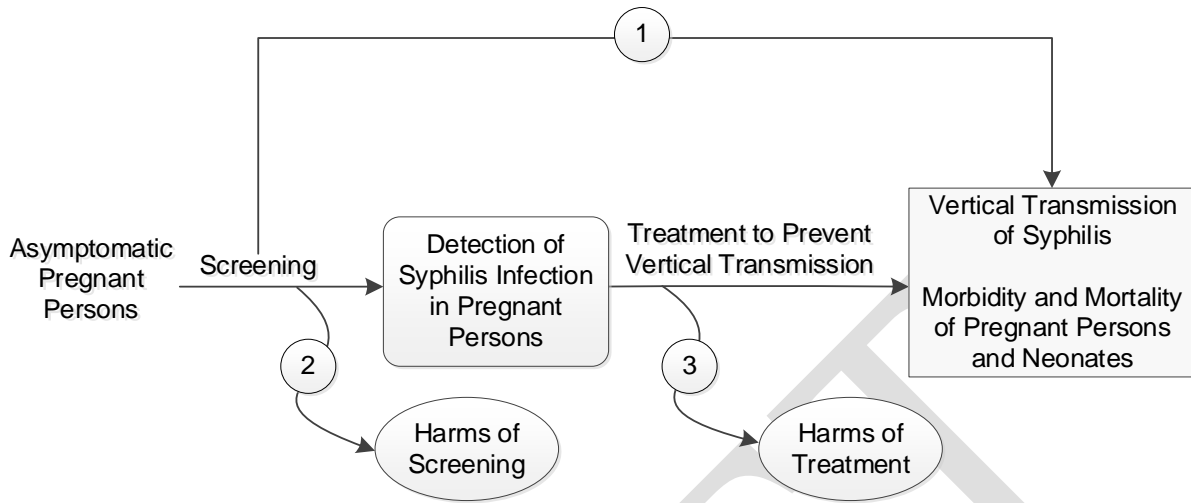 1
Asymptomatic
Pregnant
Persons
Screening
Detection of
Syphilis Infection
in Pregnant
Persons
Treatment to Prevent
Vertical Transmission
Vertical Transmission
of Syphilis
Morbidity and Mortality
of Pregnant Persons
and Neonates
2
3
Harms of
Screening
Harms of
Treatment